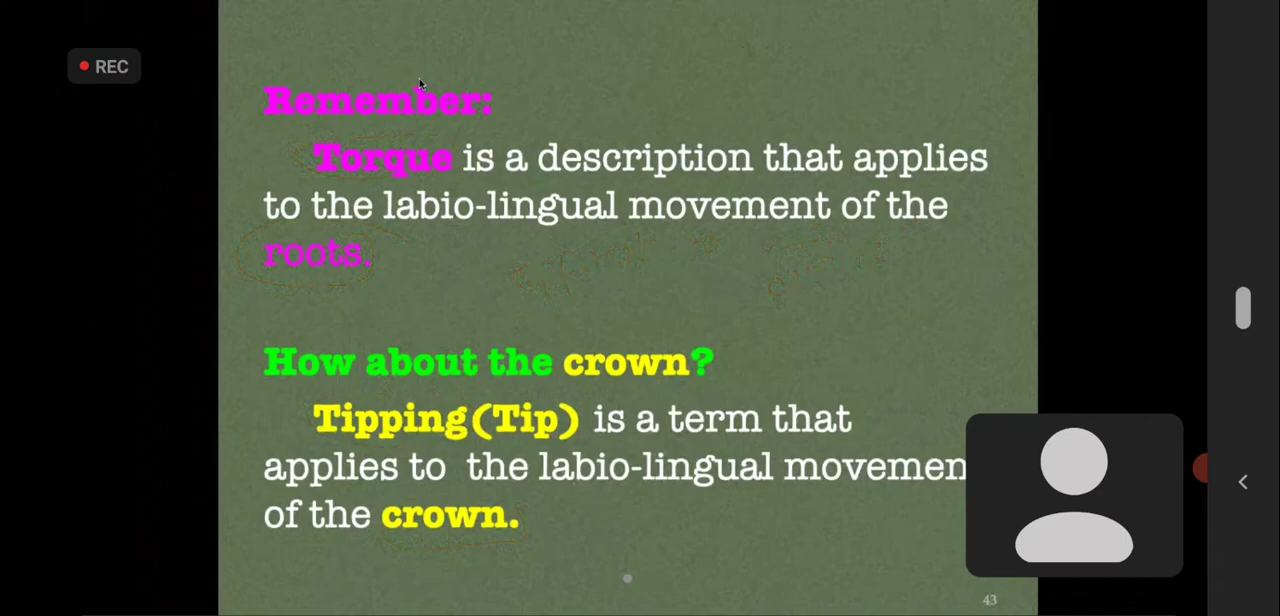 REC
Remember:
Torque is a description that applies
to the labio-lingual movement of the
roots.
How about the crown?
Tipping(Tip) is a term that
applies to the labio-lingual movemen
of the crown.
43